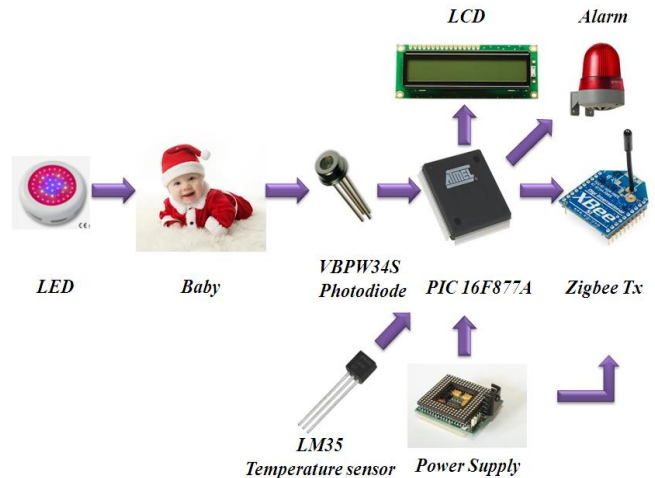 LCD
Alarm
ATMEL
XBee
LED
Baby
VBPW34S
Photodiode
PIC 16F877A
Zigbee Tx
LM35
Temperature sensor
Power Supply